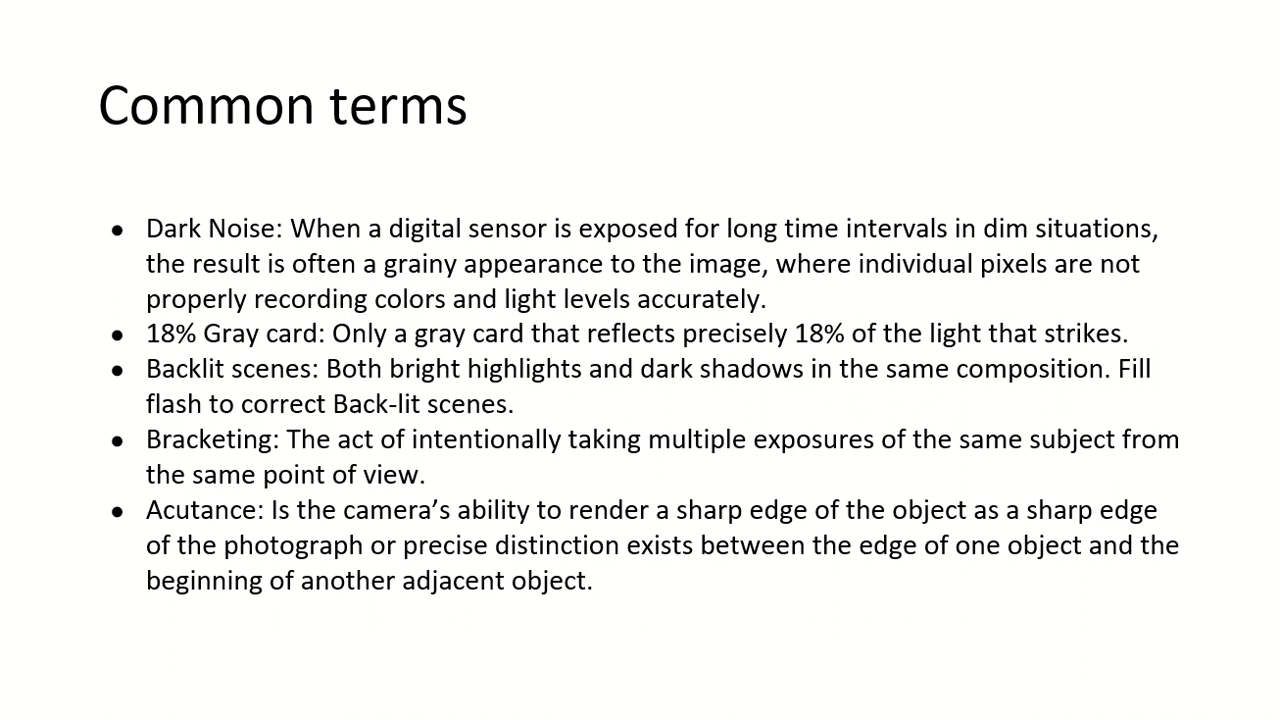 Common terms
● Dark Noise: When a digital sensor is exposed for long time intervals in dim situations,
the result is often a grainy appearance to the image, where individual pixels are not
properly recording colors and light levels accurately.
● 18% Gray card: Only a gray card that reflects precisely 18% of the light that strikes.
● Backlit scenes: Both bright highlights and dark shadows in the same composition. Fill
flash to correct Back-lit scenes.
● Bracketing: The act of intentionally taking multiple exposures of the same subject from
the same point of view.
● Acutance: Is the camera’s ability to render a sharp edge of the object as a sharp edge
of the photograph or precise distinction exists between the edge of one object and the
beginning of another adjacent object.